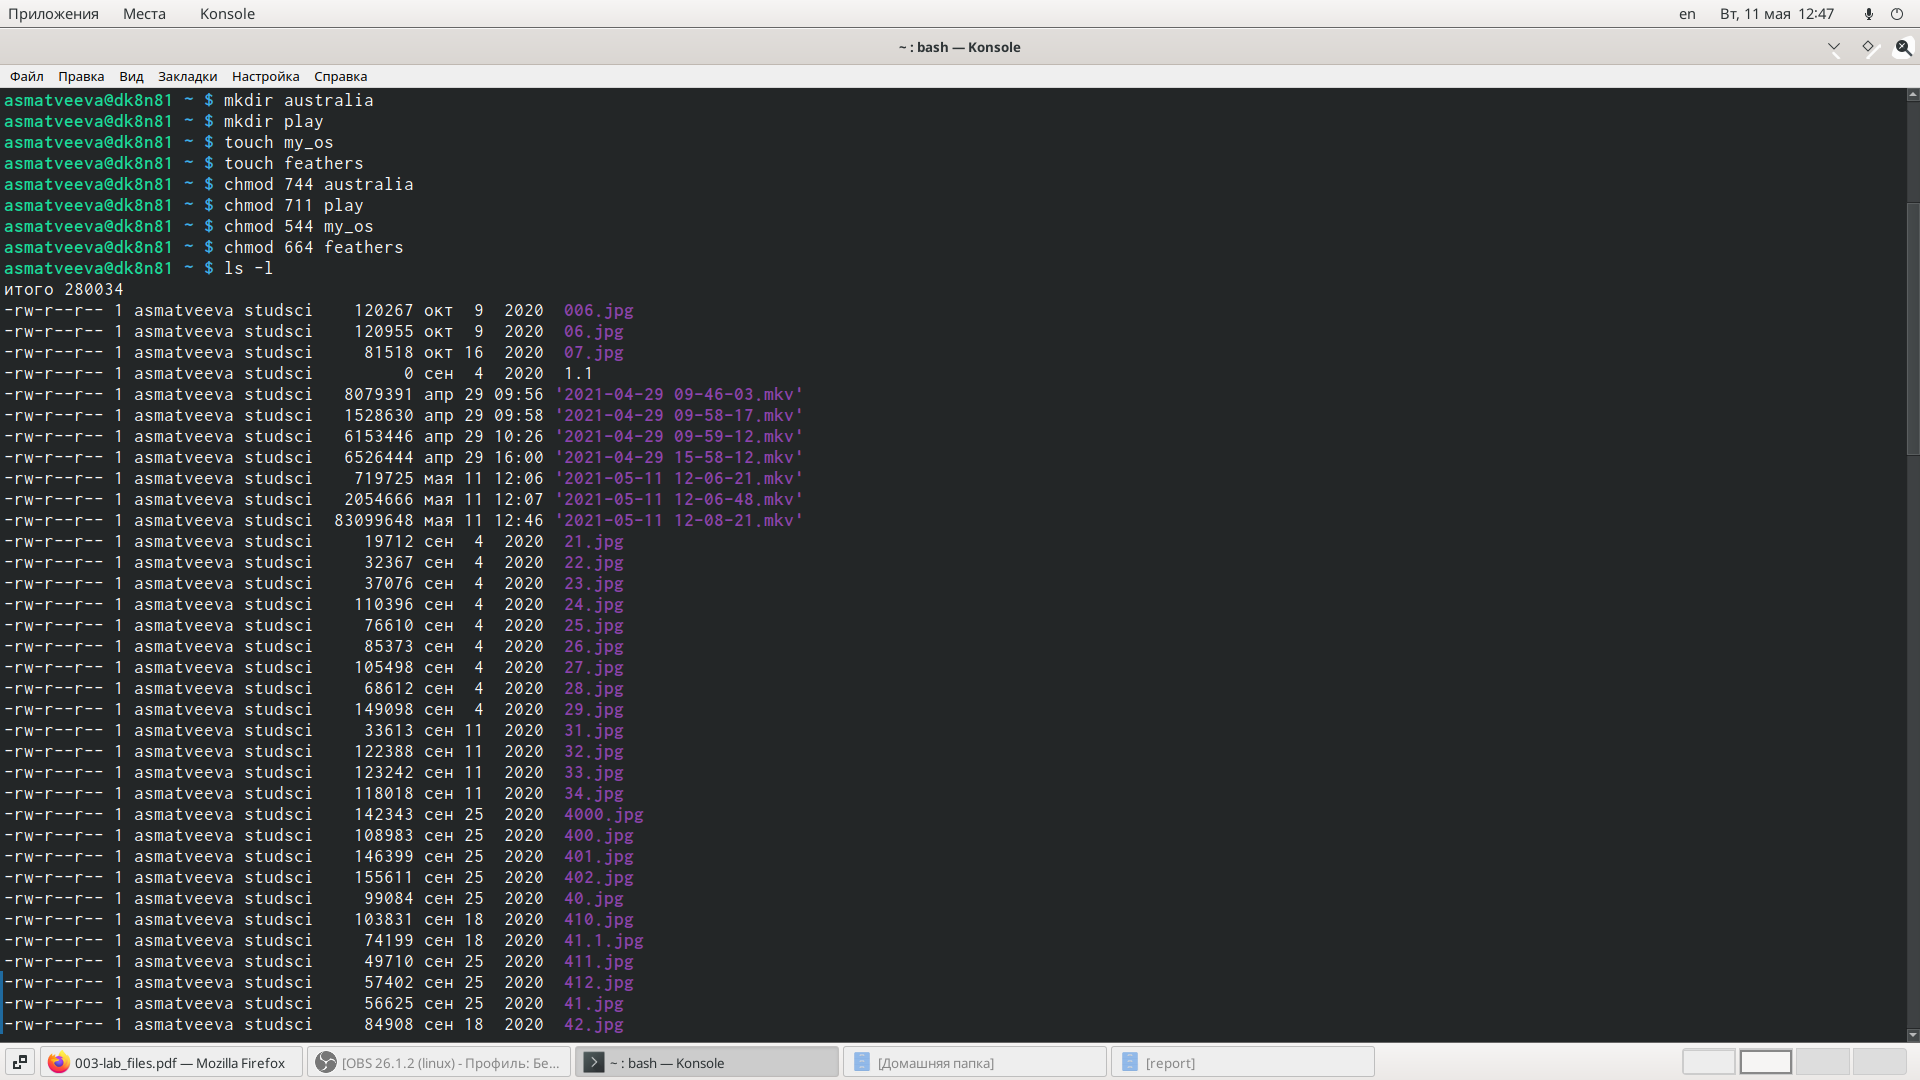 Приложения Места Konsole en Вт, 11 мая 12:47
~ : bash — Konsole
Файл Правка Вид Закладки Настройка Справка
asmatveeva@dk8n81 ~ $ mkdir australia
asmatveeva@dk8n81 ~ $ mkdir play
asmatveeva@dk8n81 ~ $ touch my_os
asmatveeva@dk8n81 ~ $ touch feathers
asmatveeva@dk8n81 ~ $ chmod 744 australia
asmatveeva@dk8n81 ~ $ chmod 711 play
asmatveeva@dk8n81 ~ $ chmod 544 my_os
asmatveeva@dk8n81 ~ $ chmod 664 feathers
asmatveeva@dk8n81 ~ $ ls -l
итого 280034
-rw-r--r-- 1 asmatveeva studsci 120267 окт 9 2020 006.jpg
-rw-r--r-- 1 asmatveeva studsci 120955 окт 9 2020 06.jpg
-rw-r--r-- 1 asmatveeva studsci 81518 окт 16 2020 07.jpg
-rw-r--r-- 1 asmatveeva studsci 0 сен 4 2020 1.1
-rw-r--r-- 1 asmatveeva studsci 8079391 апр 29 09:56 '2021-04-29 09-46-03.mkv'
-rw-r--r-- 1 asmatveeva studsci 1528630 апр 29 09:58 '2021-04-29 09-58-17.mkv'
-rw-r--r-- 1 asmatveeva studsci 6153446 апр 29 10:26 '2021-04-29 09-59-12.mkv'
-rw-r--r-- 1 asmatveeva studsci 6526444 апр 29 16:00 '2021-04-29 15-58-12.mkv'
-rw-r--r-- 1 asmatveeva studsci 719725 мая 11 12:06 '2021-05-11 12-06-21.mkv'
-rw-r--r-- 1 asmatveeva studsci 2054666 мая 11 12:07 '2021-05-11 12-06-48.mkv'
-rw-r--r-- 1 asmatveeva studsci 83099648 мая 11 12:46 '2021-05-11 12-08-21.mkv'
-rw-r--r-- 1 asmatveeva studsci 19712 сен 4 2020 21.jpg
-rw-r--r-- 1 asmatveeva studsci 32367 сен 4 2020 22.jpg
-rw-r--r-- 1 asmatveeva studsci 37076 сен 4 2020 23.jpg
-rw-r--r-- 1 asmatveeva studsci 110396 сен 4 2020 24.jpg
-rw-r--r-- 1 asmatveeva studsci 76610 сен 4 2020 25.jpg
-rw-r--r-- 1 asmatveeva studsci 85373 сен 4 2020 26.jpg
-rw-r--r-- 1 asmatveeva studsci 105498 сен 4 2020 27.jpg
-rw-r--r-- 1 asmatveeva studsci 68612 сен 4 2020 28.jpg
-rw-r--r-- 1 asmatveeva studsci 149098 сен 4 2020 29.jpg
-rw-r--r-- 1 asmatveeva studsci 33613 сен 11 2020 31.jpg
-rw-r--r-- 1 asmatveeva studsci 122388 сен 11 2020 32.jpg
-rw-r--r-- 1 asmatveeva studsci 123242 сен 11 2020 33.jpg
-rw-r--r-- 1 asmatveeva studsci 118018 сен 11 2020 34.jpg
-rw-r--r-- 1 asmatveeva studsci 142343 сен 25 2020 4000.jpg
-rw-r--r-- 1 asmatveeva studsci 108983 сен 25 2020 400.jpg
-rw-r--r-- 1 asmatveeva studsci 146399 сен 25 2020 401.jpg
-rw-r--r-- 1 asmatveeva studsci 155611 сен 25 2020 402.jpg
-rw-r--r-- 1 asmatveeva studsci 99084 сен 25 2020 40.jpg
-rw-r--r-- 1 asmatveeva studsci 103831 сен 18 2020 410.jpg
-rw-r--r-- 1 asmatveeva studsci 74199 сен 18 2020 41.1.jpg
-rw-r--r-- 1 asmatveeva studsci 49710 сен 25 2020 411.jpg
-rw-r--r-- 1 asmatveeva studsci 57402 сен 25 2020 412.jpg
-rw-r--r-- 1 asmatveeva studsci 56625 сен 25 2020 41.jpg
-rw-r--r-- 1 asmatveeva studsci 84908 сен 18 2020 42.jpg
003-lab_files.pdf — Mozilla Firefox [OBS 26.1.2 (linux) - Профиль: Бе... ~ : bash — Konsole [Домашняя папка] [report]